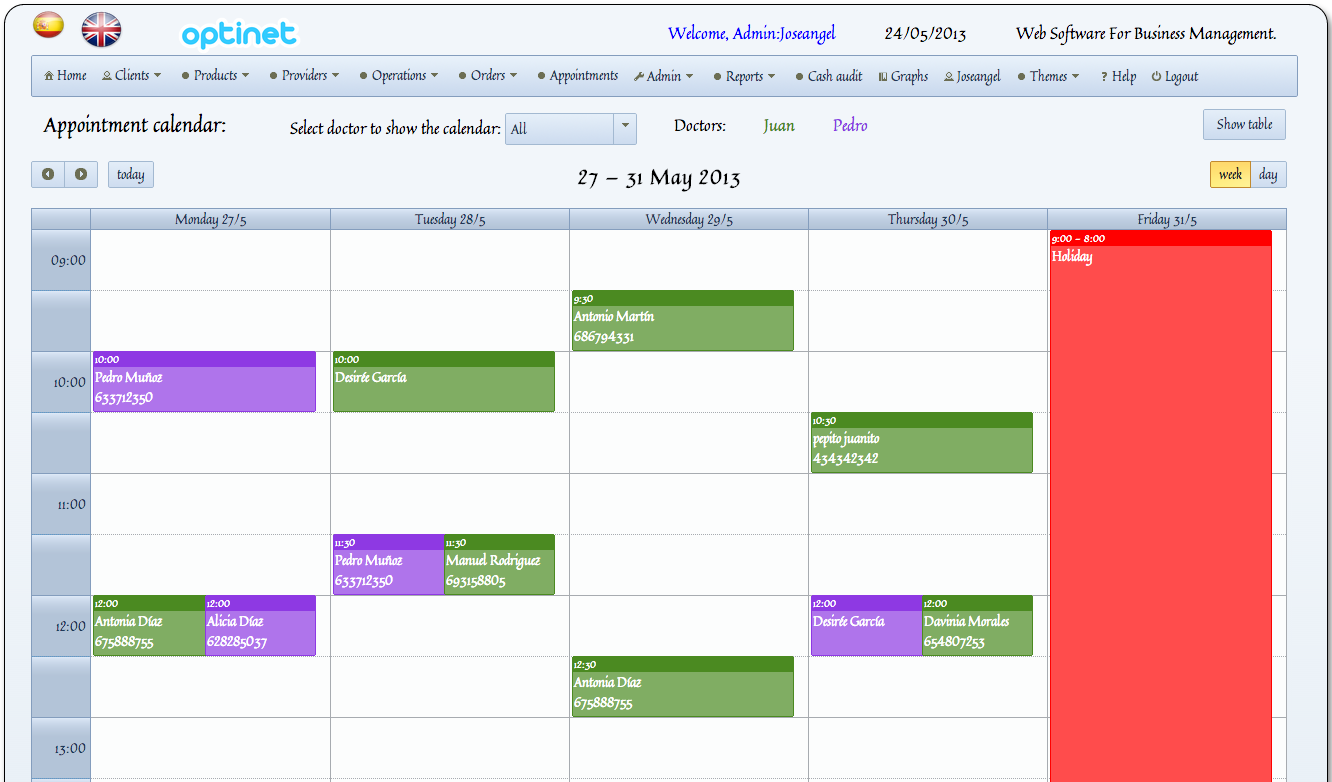 optinet
Welcome, Admin:Joseangel 24/05/2013 Web Software For Business Management.
Home Clients Products Providers Operations Orders Appointments Admin Reports Cash audit Graphs Joseangel Themes ? Help Logout
Appointment calendar: Select doctor to show the calendar: All Doctors: Juan Pedro Show table
today 27 – 31 May 2013 week day
Monday 27/5 Tuesday 28/5 Wednesday 29/5 Thursday 30/5 Friday 31/5
9:00 – 8:00
09:00 Holiday
9:30
Antonio Martín
686794331
10:00 10:00
Pedro Muñoz Desirée García
10:00
633712350
10:30
pepito juanito
434342342
11:00
11:30 11:30
Pedro Muñoz Manuel Rodríguez
633712350 693158805
12:00 12:00 12:00 12:00
Antonia Díaz Alicia Díaz Desirée García Davinia Morales
12:00
675888755 628285037 654807253
12:30
Antonia Díaz
675888755
13:00